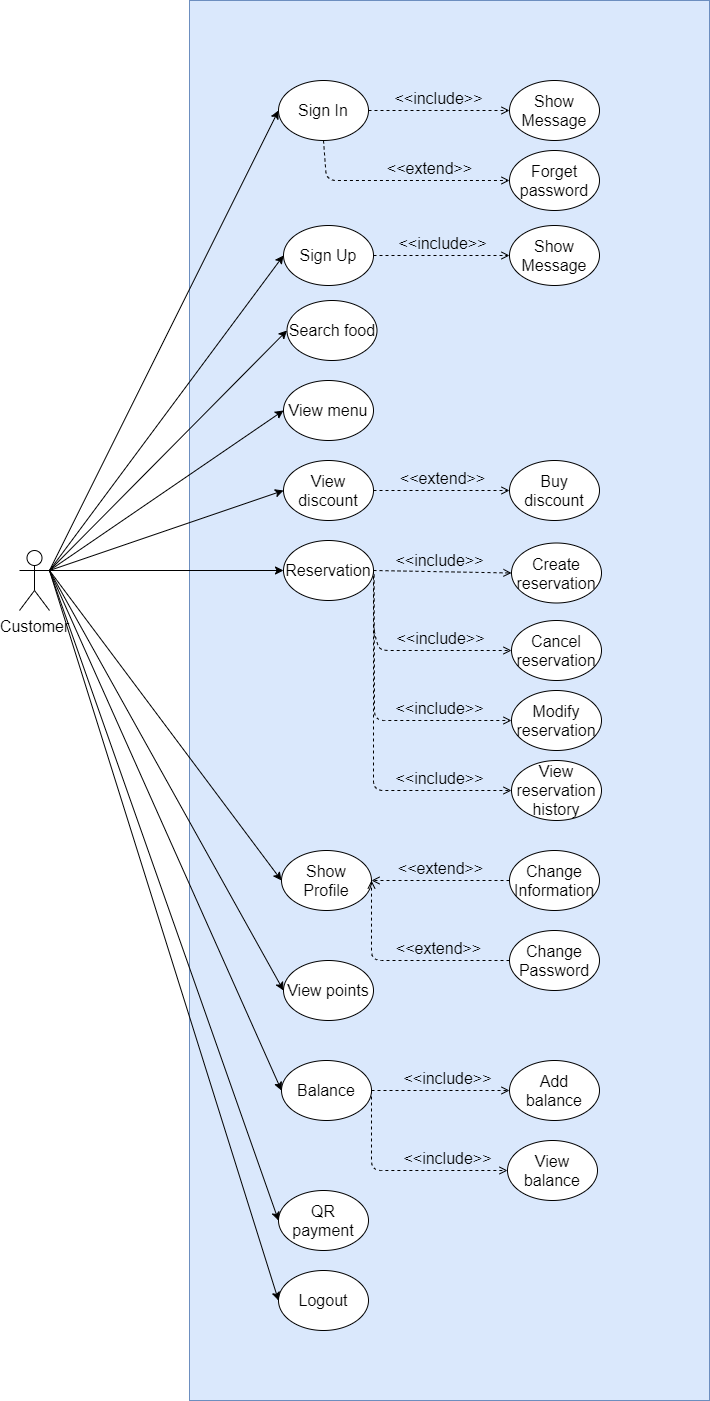 <<include>>
Sign In
Show
Message
<<extend>>
Forget
password
<<include>>
Sign Up
Show
Message
Search food
View menu
View
discount
<<extend>>
Buy
discount
Customer
Reservation
<<include>>
Create
reservation
<<include>>
Cancel
reservation
<<include>>
Modify
reservation
<<include>>
View
reservation
history
Show
Profile
<<extend>>
Change
Information
<<extend>>
Change
Password
View points
Balance
<<include>>
Add
balance
<<include>>
View
balance
QR
payment
Logout